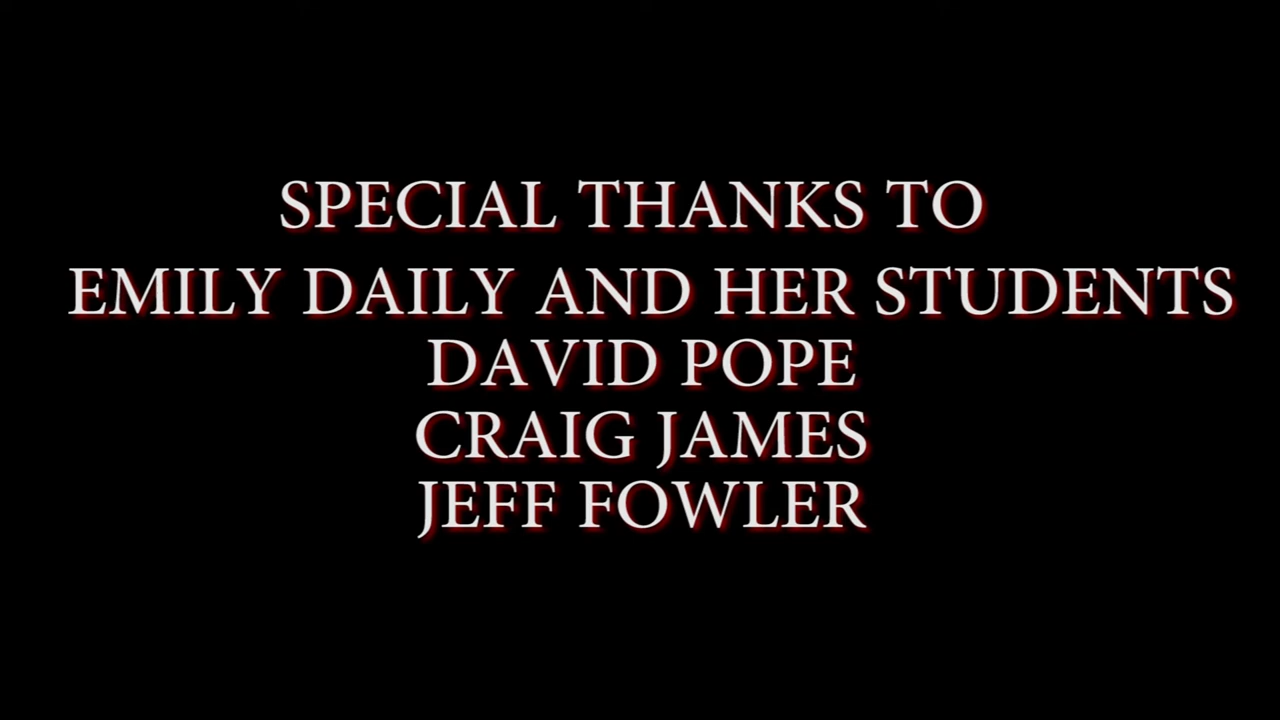 SPECIAL THANKS TO
EMILY DAILY AND HER STUDENTS
DAVID POPE
CRAIG JAMES
JEFF FOWLER